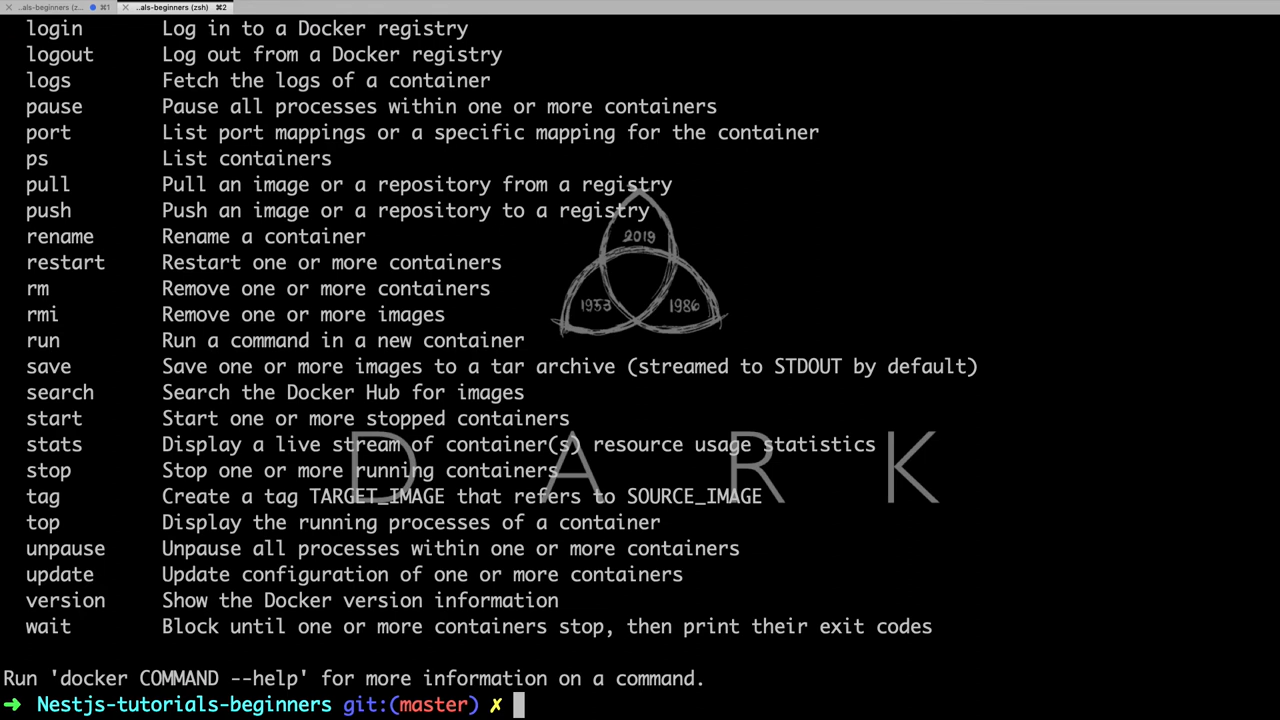 ..als-beginners (z... ⌘1
..als-beginners (zsh) ⌘2
login Log in to a Docker registry
logout Log out from a Docker registry
logs Fetch the logs of a container
pause Pause all processes within one or more containers
port List port mappings or a specific mapping for the container
ps List containers
pull Pull an image or a repository from a registry
push Push an image or a repository to a registry
rename Rename a container
restart Restart one or more containers
rm Remove one or more containers
rmi Remove one or more images
run Run a command in a new container
save Save one or more images to a tar archive (streamed to STDOUT by default)
search Search the Docker Hub for images
start Start one or more stopped containers
stats Display a live stream of container(s) resource usage statistics
stop Stop one or more running containers
tag Create a tag TARGET_IMAGE that refers to SOURCE_IMAGE
top Display the running processes of a container
unpause Unpause all processes within one or more containers
update Update configuration of one or more containers
version Show the Docker version information
wait Block until one or more containers stop, then print their exit codes
Run 'docker COMMAND --help' for more information on a command.
➜ Nestjs-tutorials-beginners git:(master) ✗
2019
1953 1986
DARK